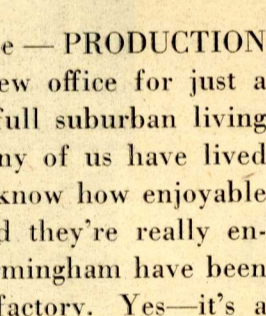 e — PRODUCTION
ew office for just a
full suburban living
ny of us have lived
know how enjoyable
d they're really en-
mingham have been
factory. Yes—it's a